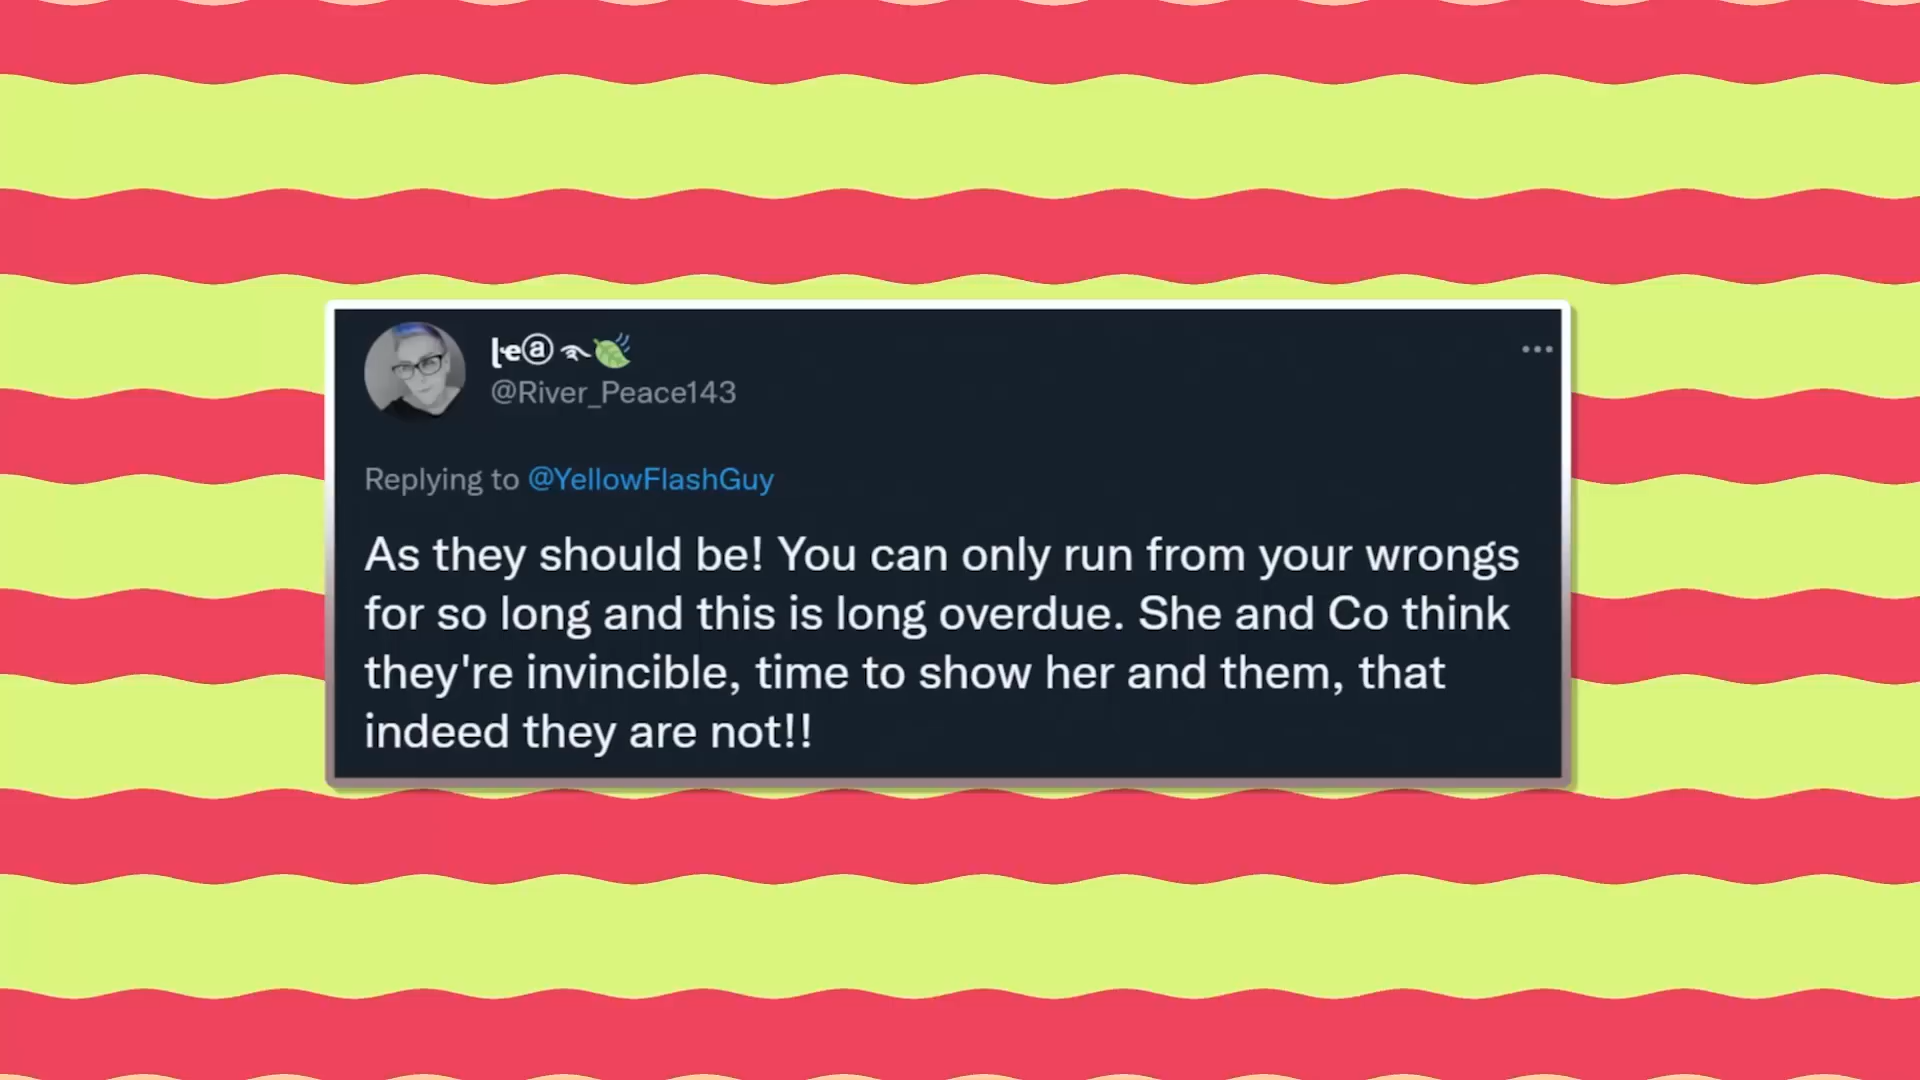 ꞎeⓐ
@River_Peace143
Replying to @YellowFlashGuy
As they should be! You can only run from your wrongs
for so long and this is long overdue. She and Co think
they're invincible, time to show her and them, that
indeed they are not!!